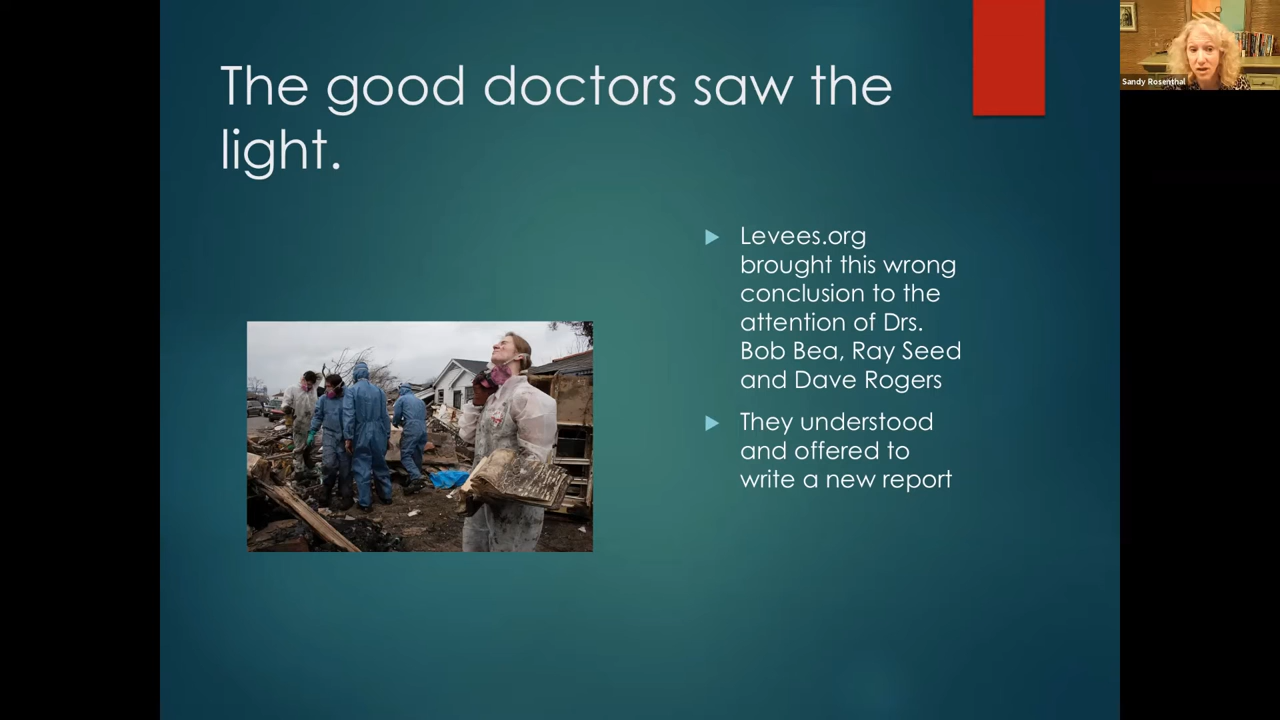 The good doctors saw the
light.
Levees.org
brought this wrong
conclusion to the
attention of Drs.
Bob Bea, Ray Seed
and Dave Rogers
They understood
and offered to
write a new report
Sandy Rosenthal